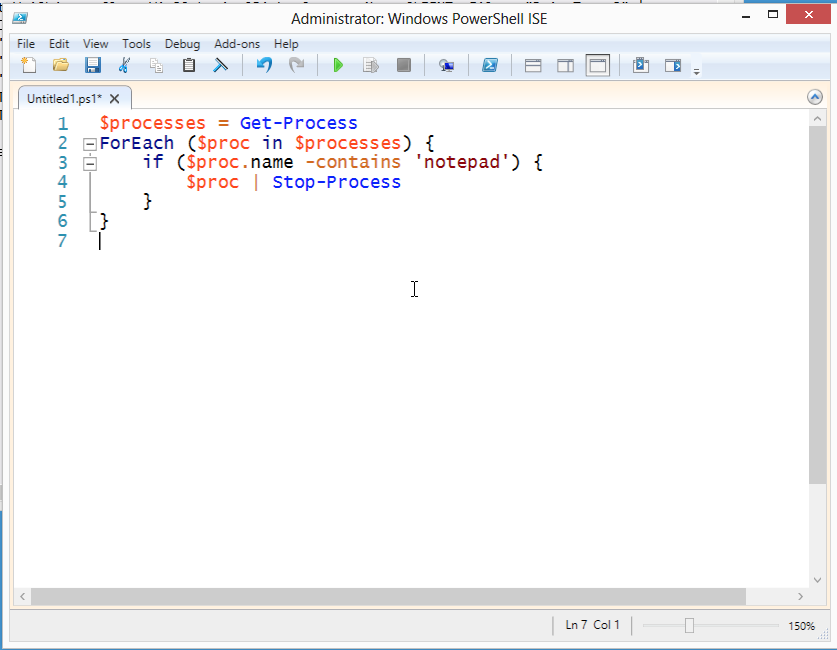 Administrator: Windows PowerShell ISE
File Edit View Tools Debug Add-ons Help
Untitled1.ps1*
1 $processes = Get-Process
2 ForEach ($proc in $processes) {
3     if ($proc.name -contains 'notepad') {
4         $proc | Stop-Process
5     }
6 }
7
Ln 7 Col 1 150%